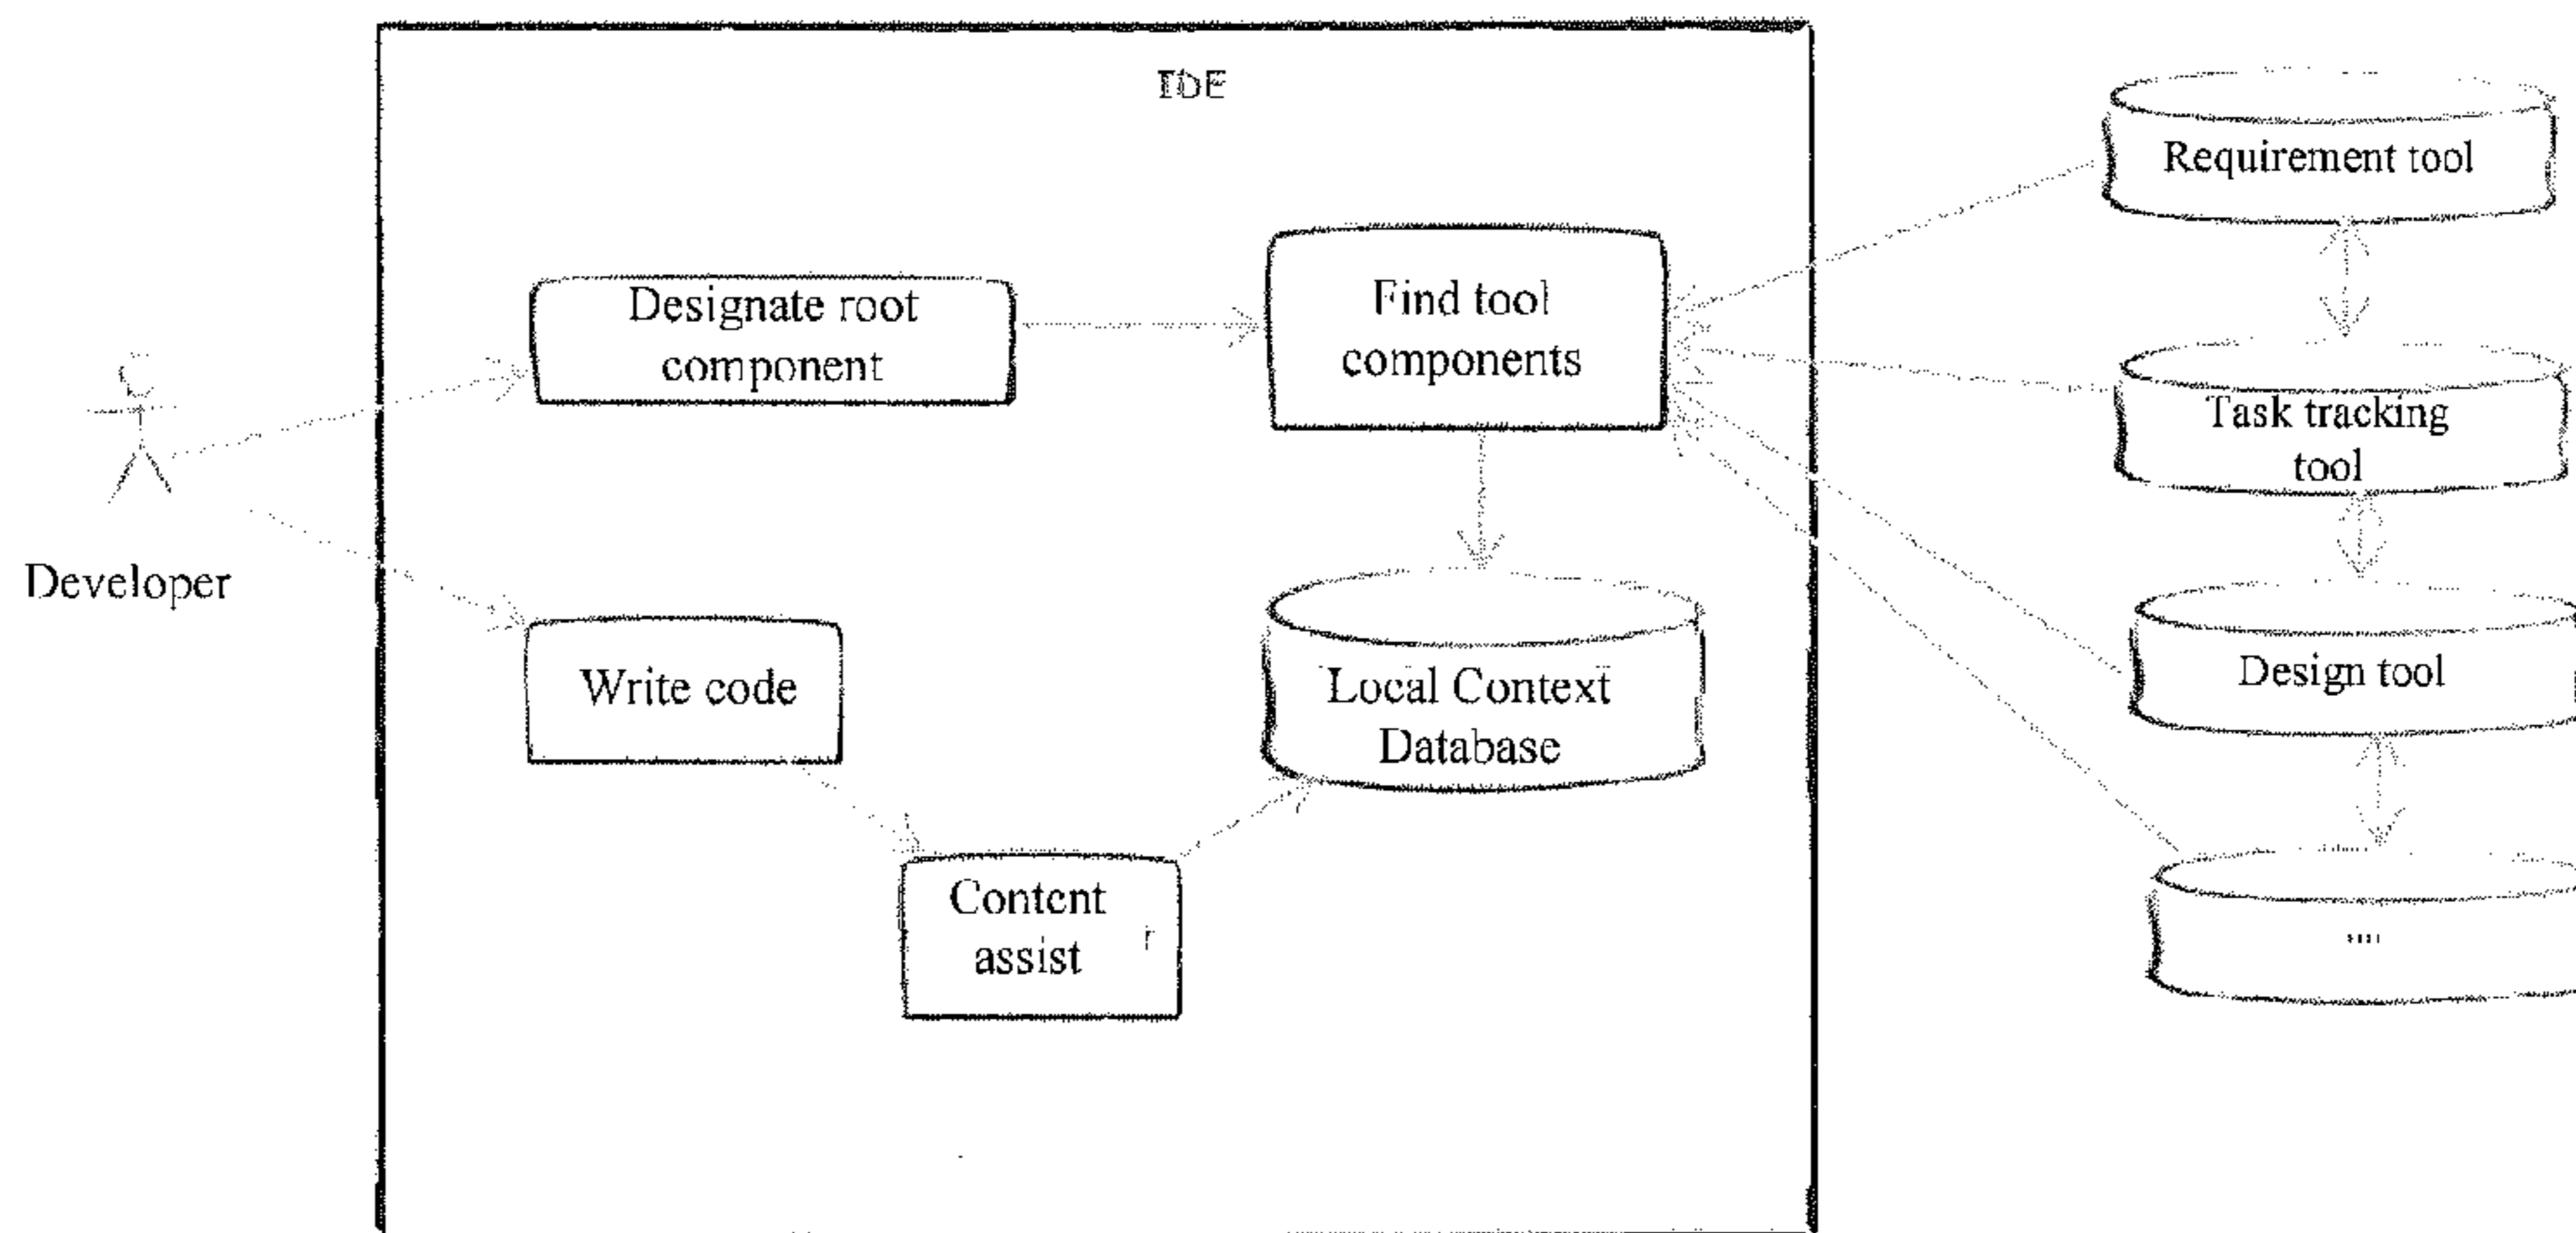 IDE
Requirement tool
Designate root
component
Find tool
components
Task tracking
tool
Developer
Write code
Local Context
Database
Design tool
Content
assist
....